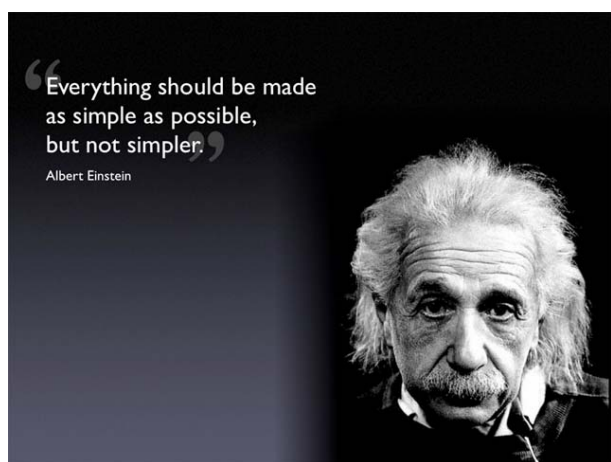 “Everything should be made
as simple as possible,
but not simpler.”
Albert Einstein